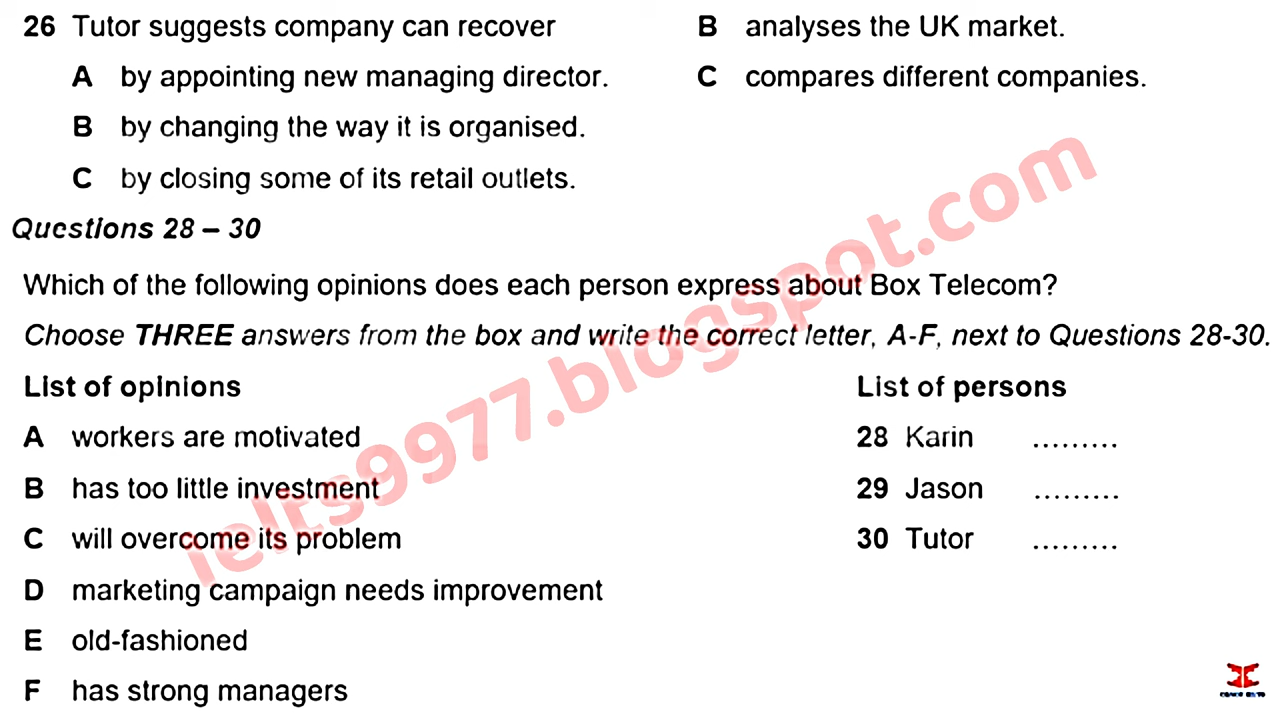 26 Tutor suggests company can recover
A by appointing new managing director.
B by changing the way it is organised.
C by closing some of its retail outlets.
B analyses the UK market.
C compares different companies.
Questions 28 – 30
Which of the following opinions does each person express about Box Telecom?
Choose THREE answers from the box and write the correct letter, A-F, next to Questions 28-30.
List of opinions
A workers are motivated
B has too little investment
C will overcome its problem
D marketing campaign needs improvement
E old-fashioned
F has strong managers
List of persons
28 Karin .........
29 Jason .........
30 Tutor .........
ielts9977.blogspot.com